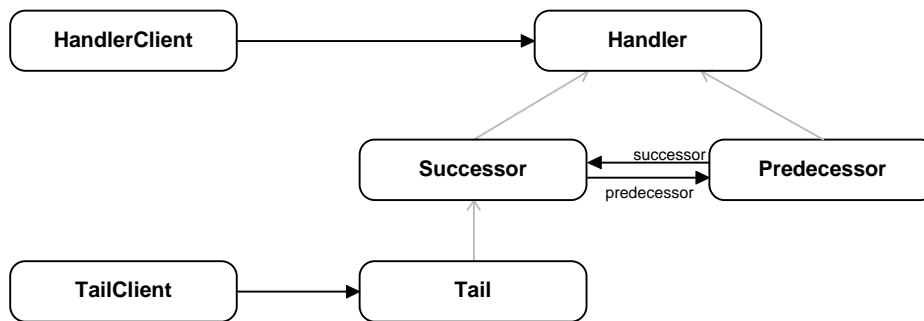 HandlerClient
Handler
successor
Successor
Predecessor
predecessor
TailClient
Tail